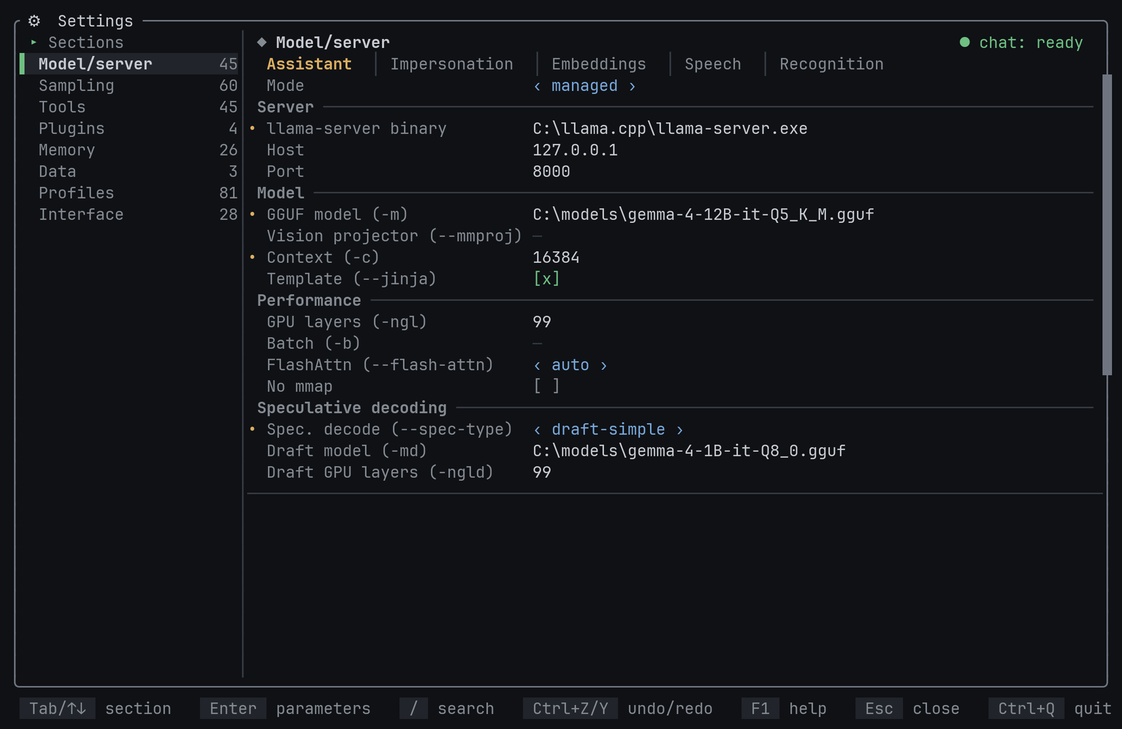 ⚙ Settings
▸ Sections
Model/server 45
Sampling 60
Tools 45
Plugins 4
Memory 26
Data 3
Profiles 81
Interface 28
◆ Model/server ● chat: ready
Assistant │ Impersonation │ Embeddings │ Speech │ Recognition
Mode ‹ managed ›
Server
• llama-server binary C:\llama.cpp\llama-server.exe
Host 127.0.0.1
Port 8000
Model
• GGUF model (-m) C:\models\gemma-4-12B-it-Q5_K_M.gguf
Vision projector (--mmproj) —
• Context (-c) 16384
Template (--jinja) [x]
Performance
GPU layers (-ngl) 99
Batch (-b) —
FlashAttn (--flash-attn) ‹ auto ›
No mmap [ ]
Speculative decoding
• Spec. decode (--spec-type) ‹ draft-simple ›
Draft model (-md) C:\models\gemma-4-1B-it-Q8_0.gguf
Draft GPU layers (-ngld) 99
Tab/↑↓ section Enter parameters / search Ctrl+Z/Y undo/redo F1 help Esc close Ctrl+Q quit